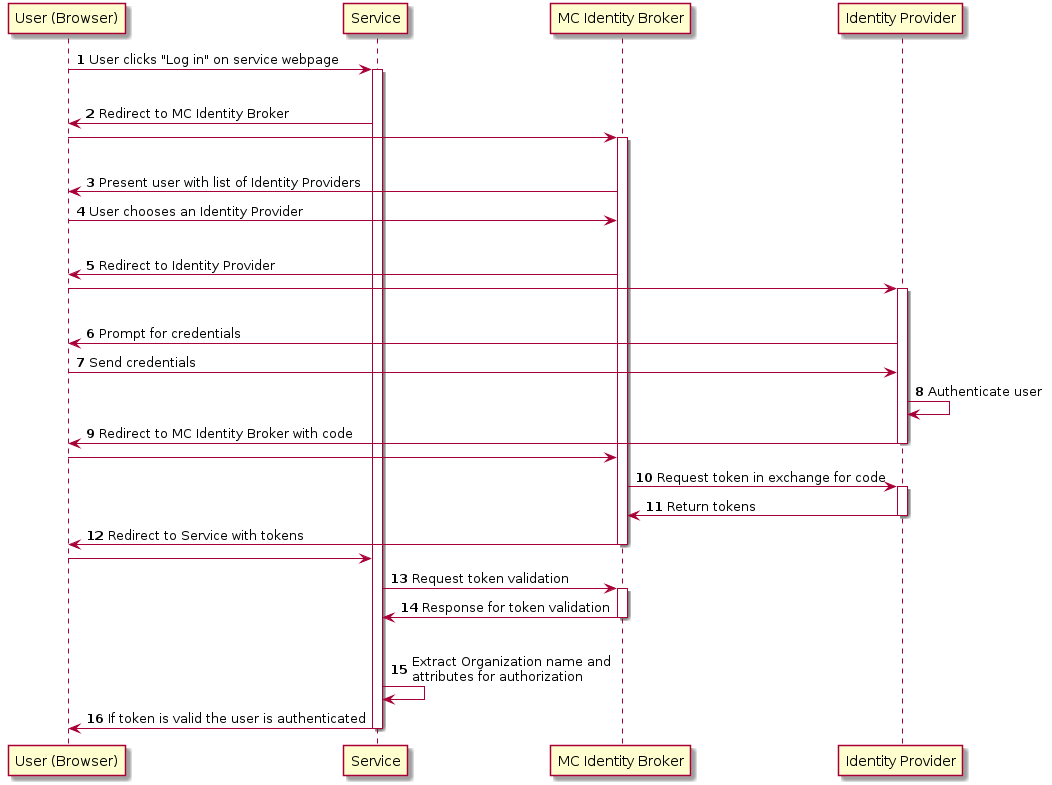 User (Browser)
Service
MC Identity Broker
Identity Provider
1 User clicks "Log in" on service webpage
2 Redirect to MC Identity Broker
3 Present user with list of Identity Providers
4 User chooses an Identity Provider
5 Redirect to Identity Provider
6 Prompt for credentials
7 Send credentials
8 Authenticate user
9 Redirect to MC Identity Broker with code
10 Request token in exchange for code
11 Return tokens
12 Redirect to Service with tokens
13 Request token validation
14 Response for token validation
15 Extract Organization name and
attributes for authorization
16 If token is valid the user is authenticated
User (Browser)
Service
MC Identity Broker
Identity Provider